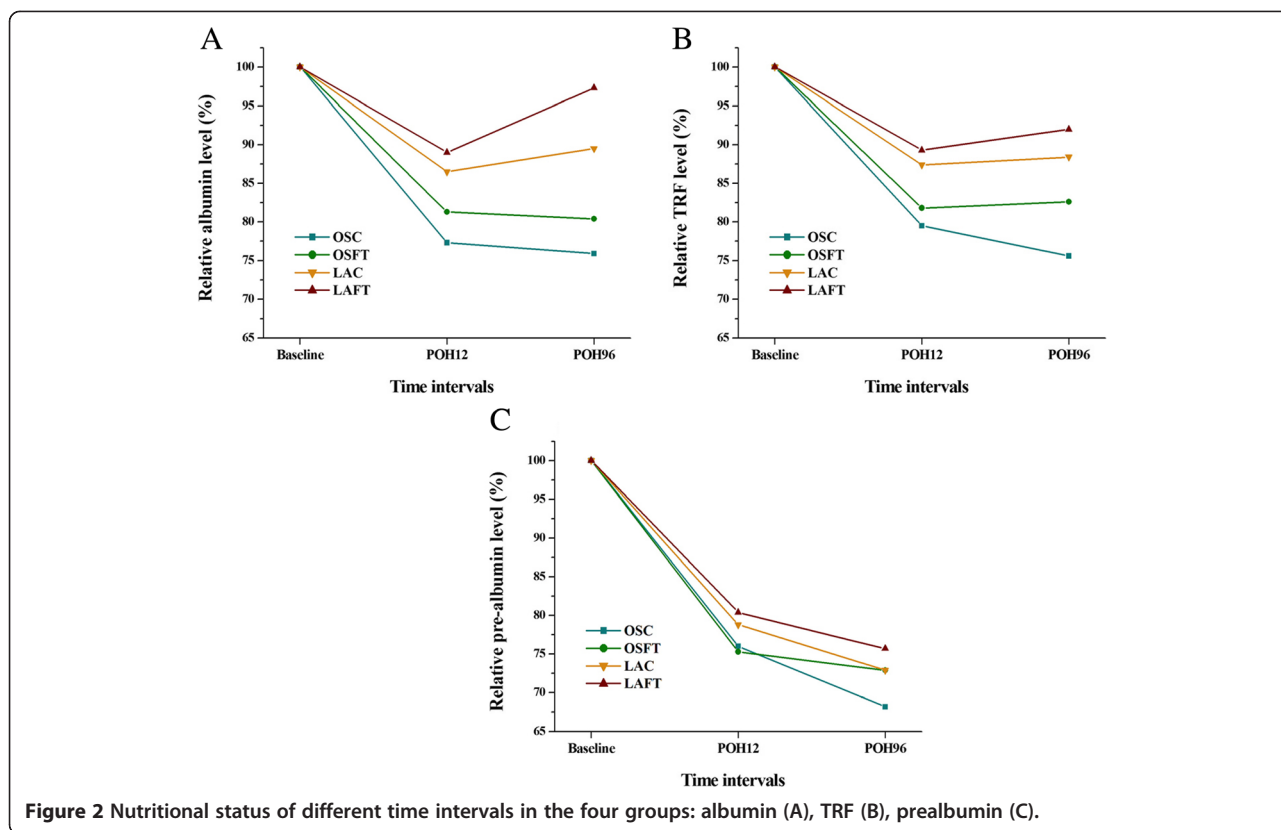 A
Relative albumin level (%)
100
95
90
85
80
75
70
65
OSC
OSFT
LAC
LAFT
Baseline
POH12
POH96
Time intervals
B
Relative TRF level (%)
100
95
90
85
80
75
70
65
OSC
OSFT
LAC
LAFT
Baseline
POH12
POH96
Time intervals
C
Relative pre-albumin level (%)
100
95
90
85
80
75
70
65
OSC
OSFT
LAC
LAFT
Baseline
POH12
POH96
Time intervals
Figure 2 Nutritional status of different time intervals in the four groups: albumin (A), TRF (B), prealbumin (C).